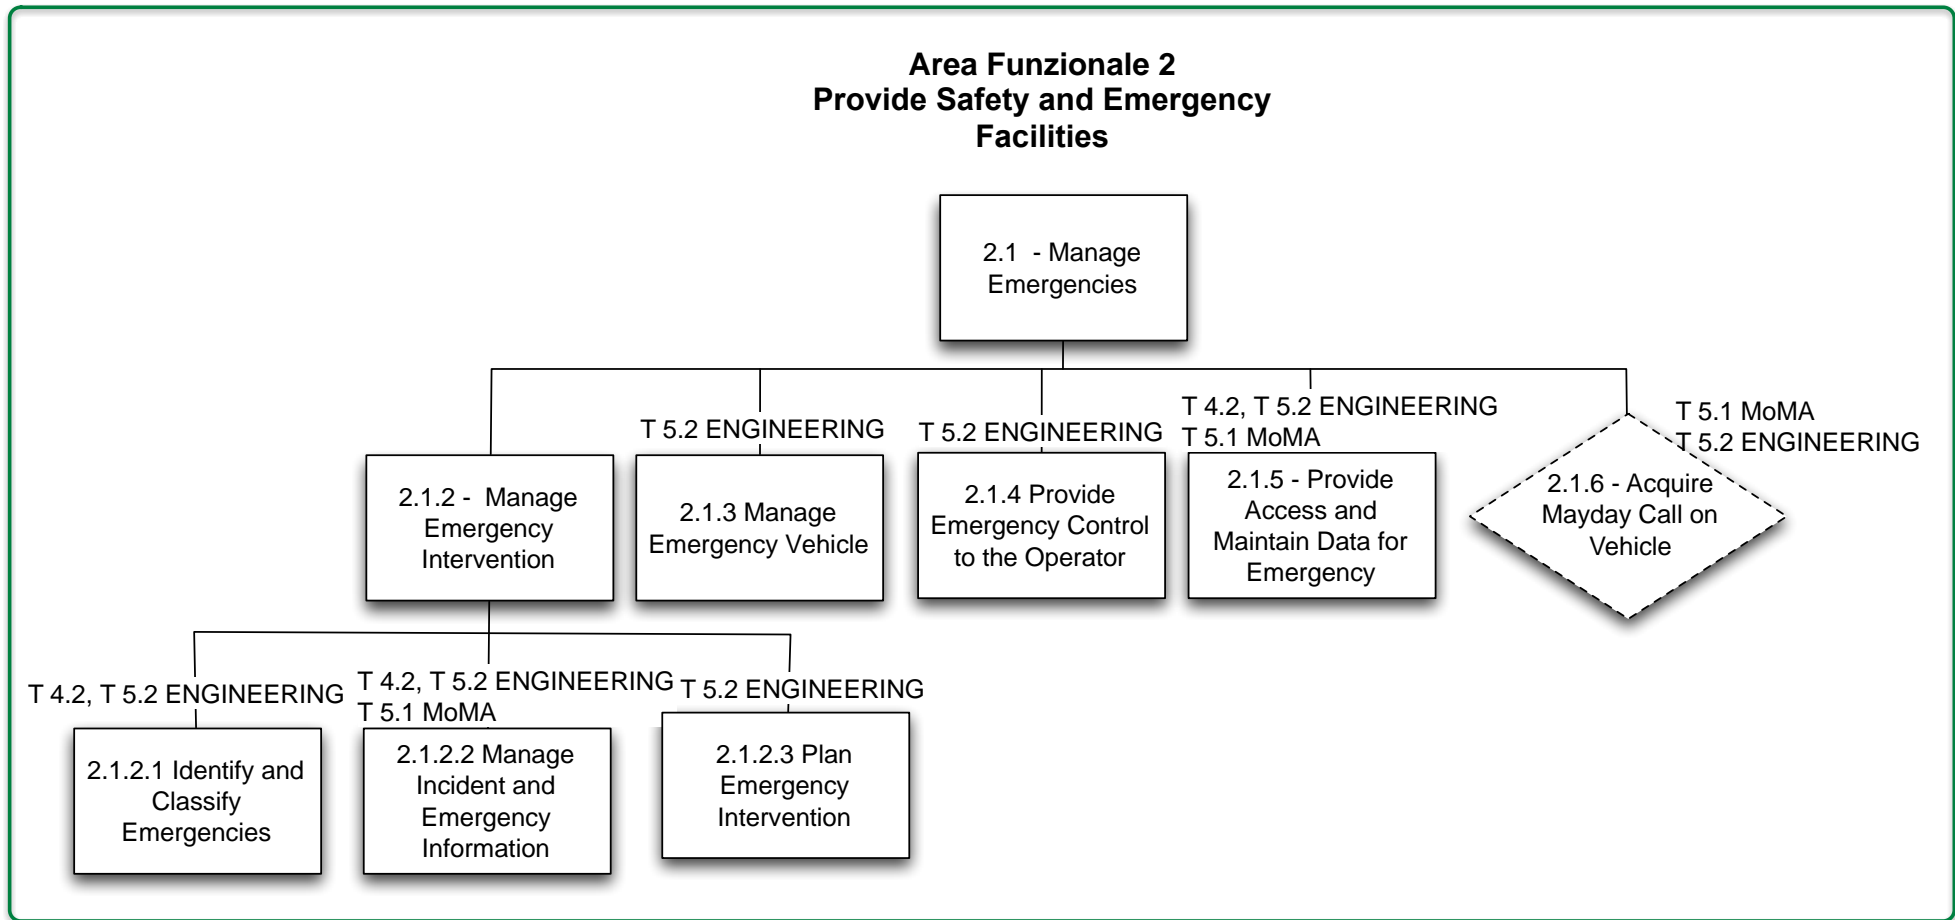 Area Funzionale 2
Provide Safety and Emergency
Facilities
2.1 - Manage
Emergencies
T 5.2 ENGINEERING
T 5.2 ENGINEERING
T 4.2, T 5.2 ENGINEERING
T 5.1 MoMA
T 5.1 MoMA
T 5.2 ENGINEERING
2.1.2 - Manage
Emergency
Intervention
2.1.3 Manage
Emergency Vehicle
2.1.4 Provide
Emergency Control
to the Operator
2.1.5 - Provide
Access and
Maintain Data for
Emergency
2.1.6 - Acquire
Mayday Call on
Vehicle
T 4.2, T 5.2 ENGINEERING
T 4.2, T 5.2 ENGINEERING
T 5.1 MoMA
T 5.2 ENGINEERING
2.1.2.1 Identify and
Classify
Emergencies
2.1.2.2 Manage
Incident and
Emergency
Information
2.1.2.3 Plan
Emergency
Intervention